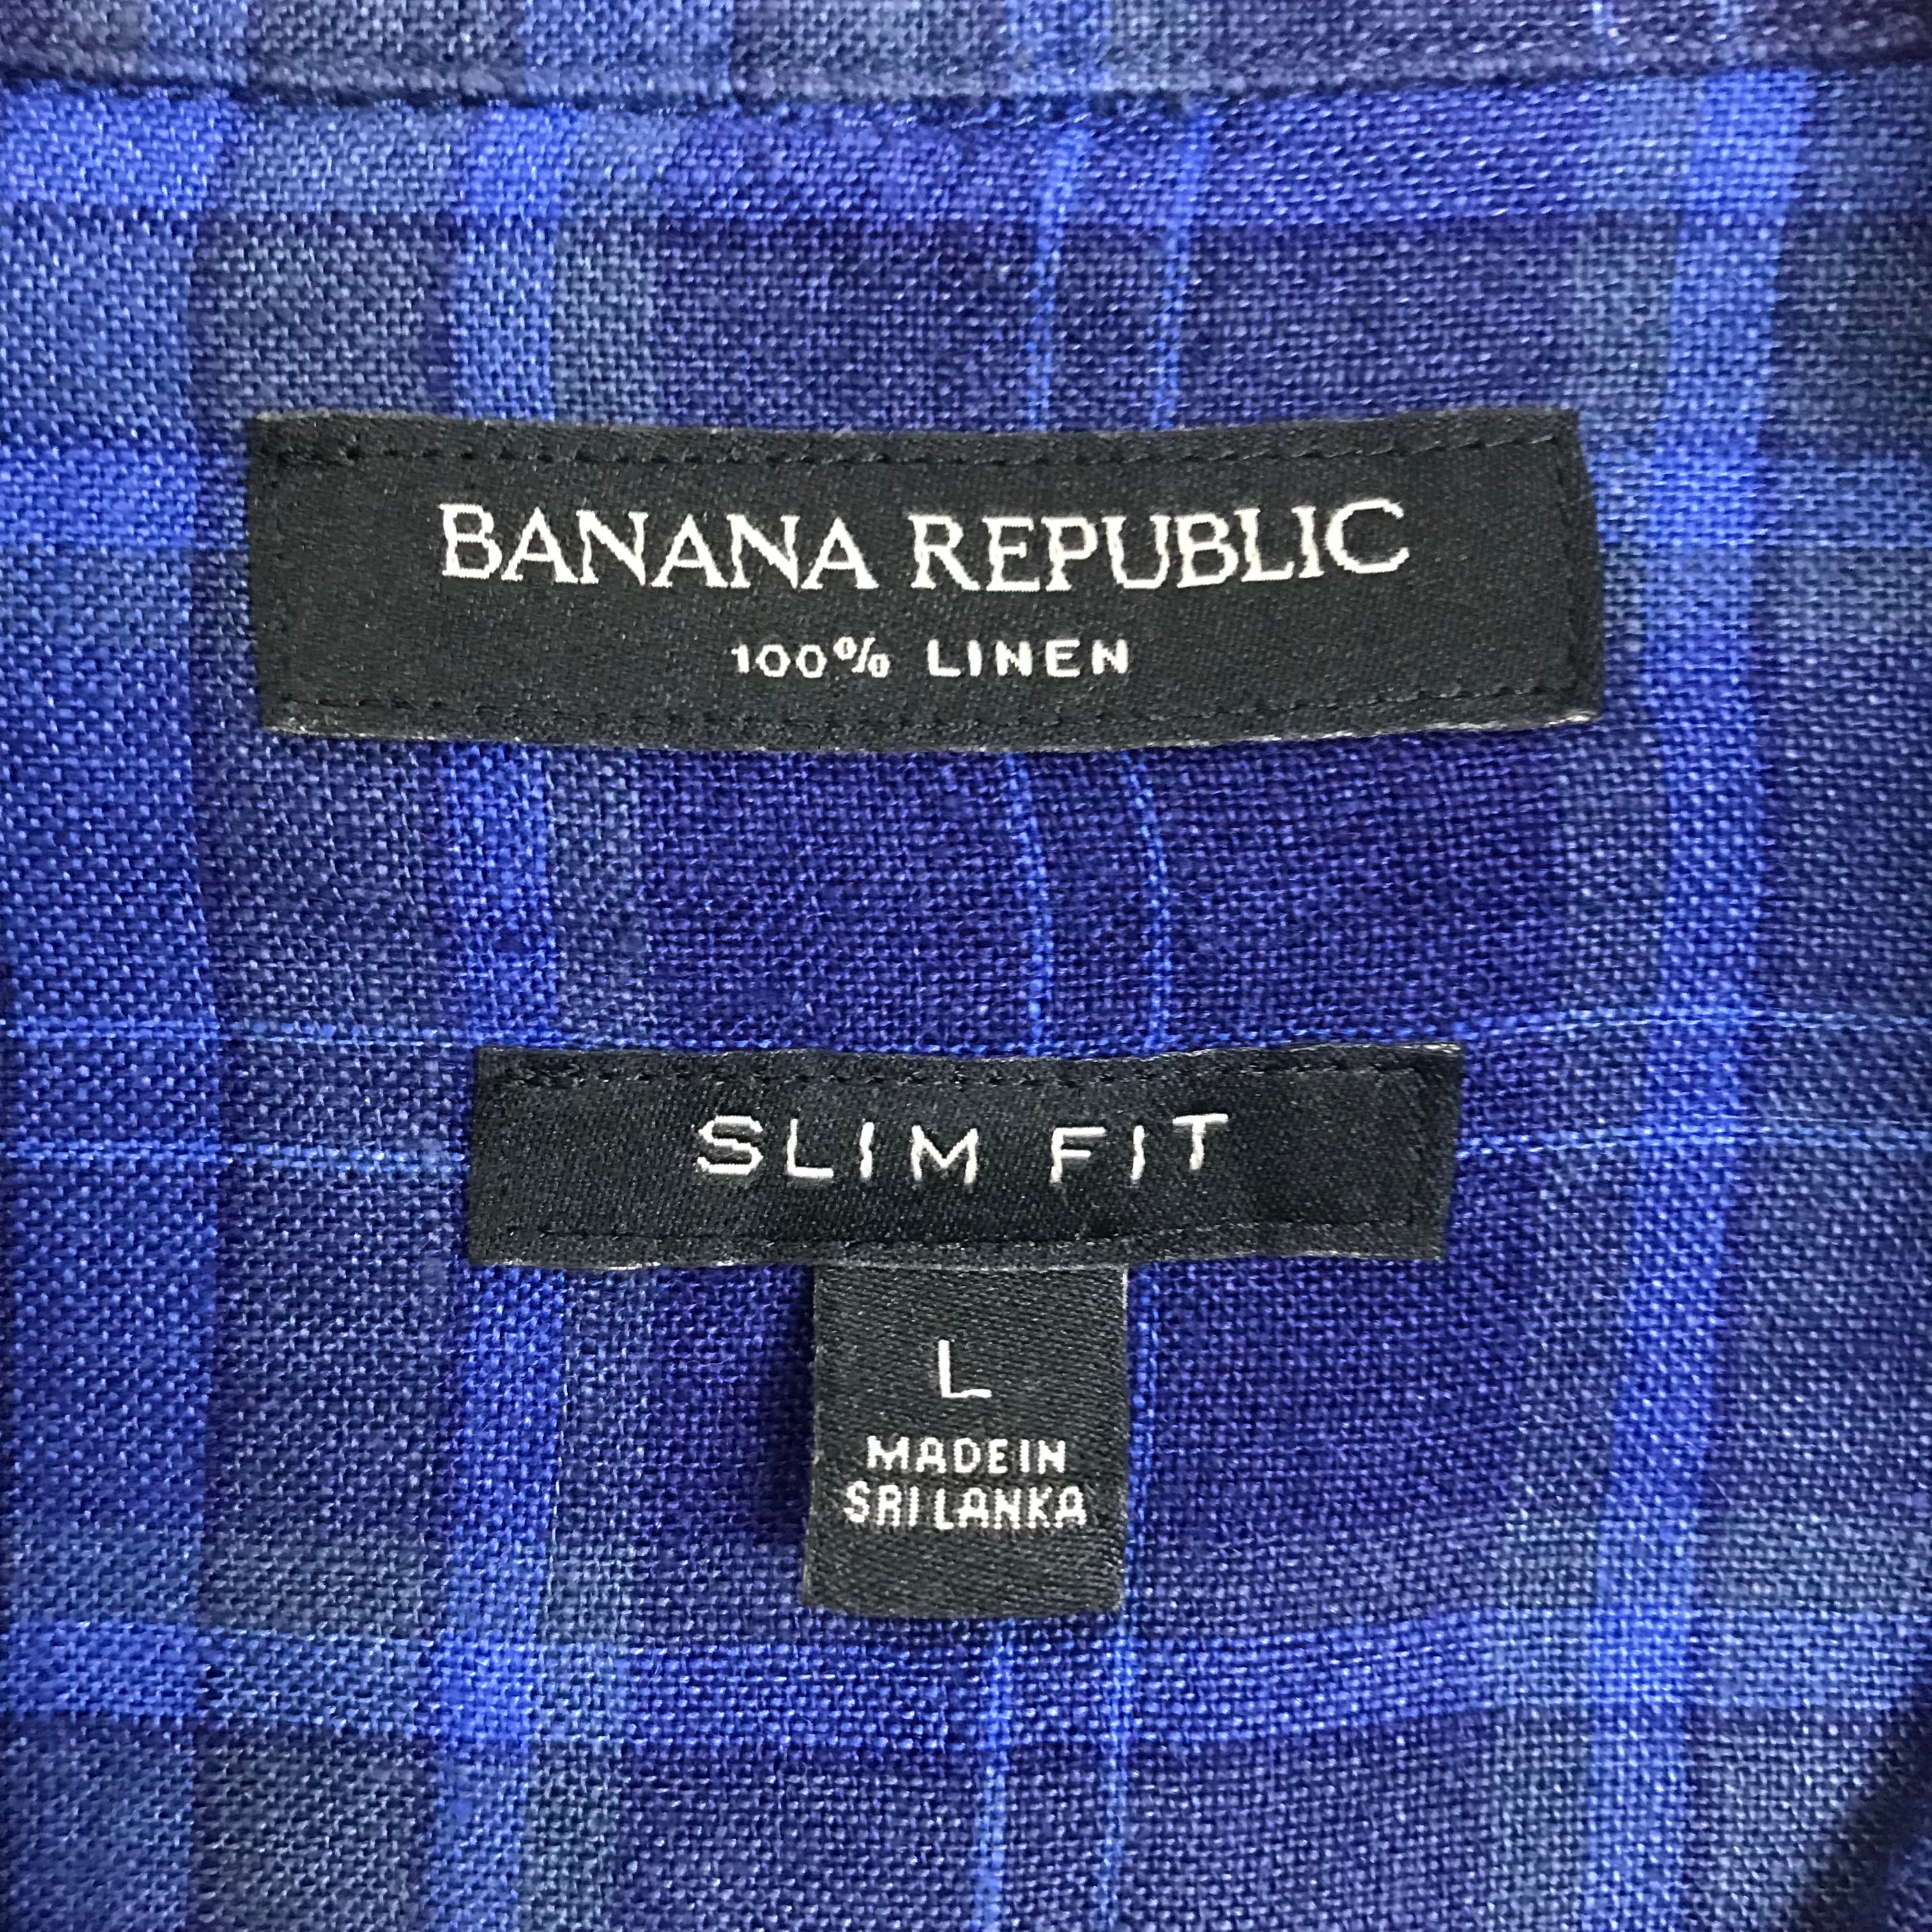 BANANA REPUBLIC
100% LINEN
SLIM FIT
L
MADE IN
SRI LANKA